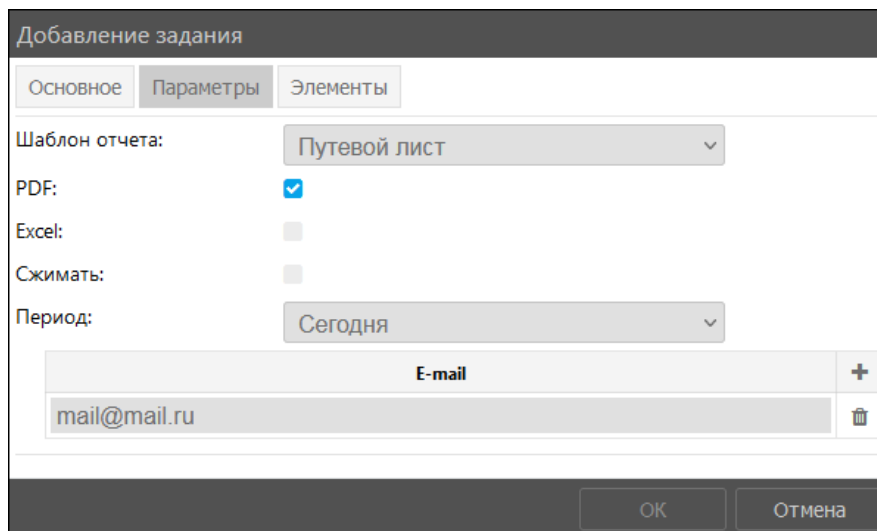 Добавление задания
Основное Параметры Элементы
Шаблон отчета: Путевой лист
PDF:
Excel:
Сжимать:
Период: Сегодня
E-mail
mail@mail.ru
OK Отмена